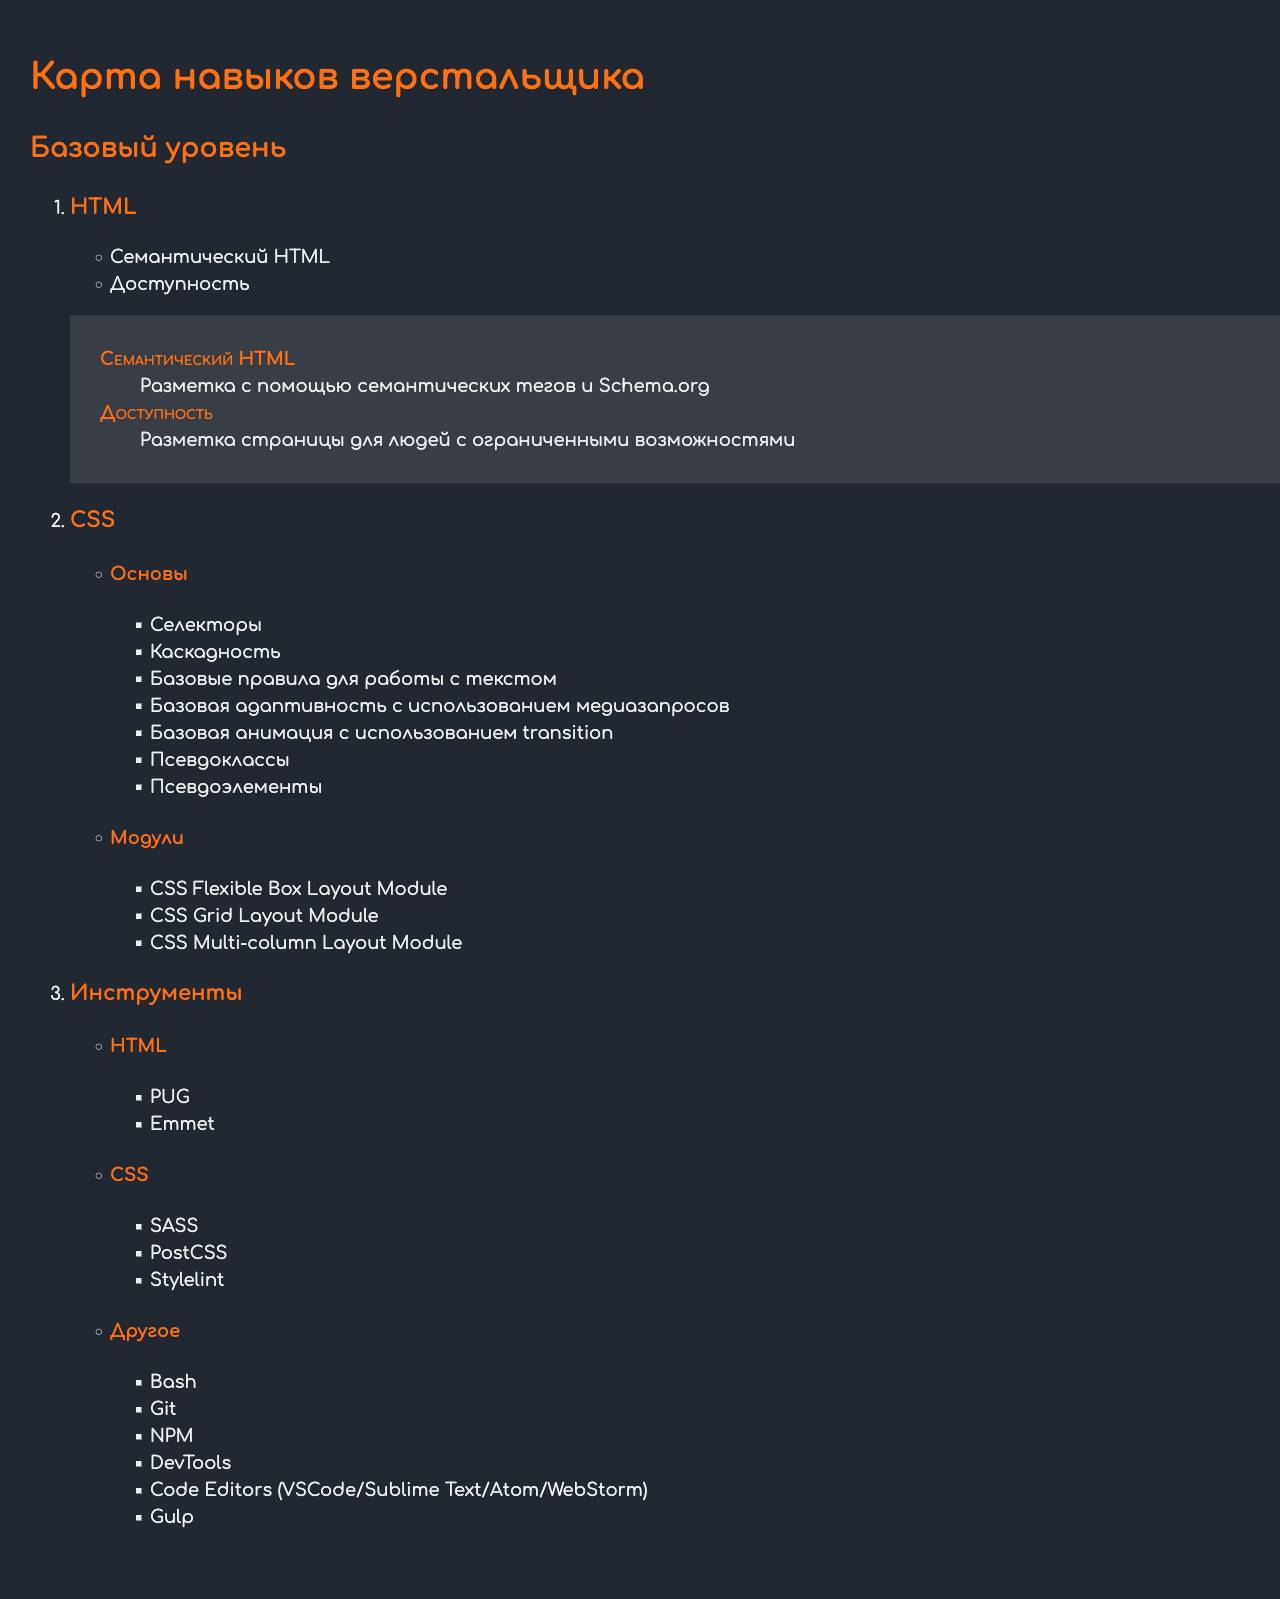 Карта навыков верстальщика
Базовый уровень
1. HTML
Семантический HTML
Доступность
Семантический HTML
Разметка с помощью семантических тегов и Schema.org
Доступность
Разметка страницы для людей с ограниченными возможностями
2. CSS
Основы
Селекторы
Каскадность
Базовые правила для работы с текстом
Базовая адаптивность с использованием медиазапросов
Базовая анимация с использованием transition
Псевдоклассы
Псевдоэлементы
Модули
CSS Flexible Box Layout Module
CSS Grid Layout Module
CSS Multi-column Layout Module
3. Инструменты
HTML
PUG
Emmet
CSS
SASS
PostCSS
Stylelint
Другое
Bash
Git
NPM
DevTools
Code Editors (VSCode/Sublime Text/Atom/WebStorm)
Gulp